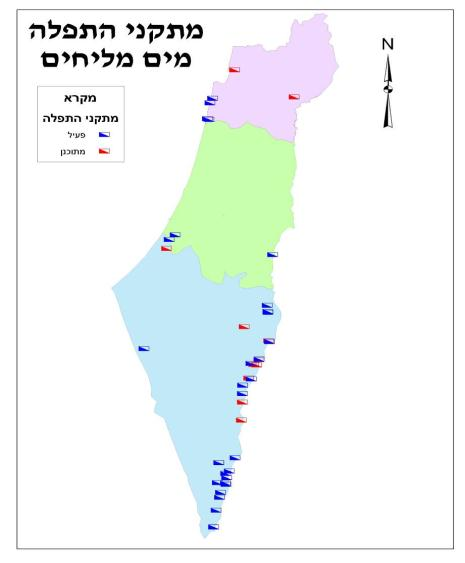 מתקני התפלה
מים מליחים
N
מקרא
מתקני התפלה
פעיל
מתוכנן